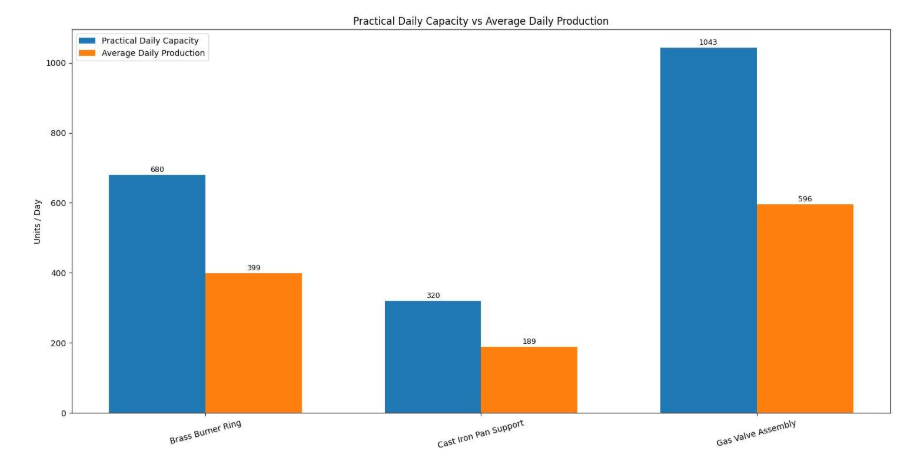 Practical Daily Capacity vs Average Daily Production
Practical Daily Capacity
Average Daily Production
Units / Day
1000
800
600
400
200
0
680
399
320
189
1043
596
Brass Burner Ring
Cast Iron Pan Support
Gas Valve Assembly